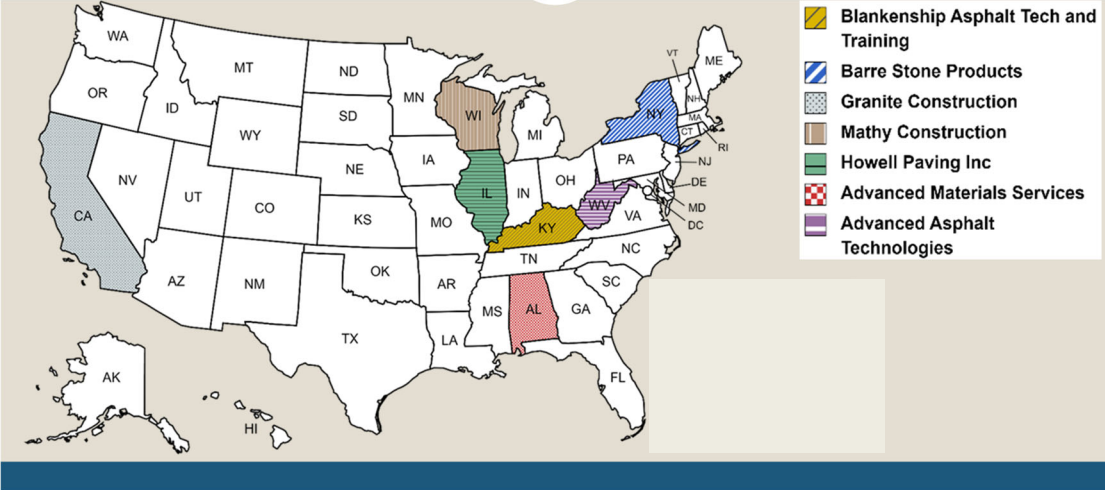 Blankenship Asphalt Tech and
Training
Barre Stone Products
Granite Construction
Mathy Construction
Howell Paving Inc
Advanced Materials Services
Advanced Asphalt
Technologies
WA
MT
ND
MN
VT
ME
OR
ID
SD
WI
NY
NH
WY
MI
MA
CT
RI
IA
NE
PA
NJ
NV
UT
CO
IL
IN
OH
DE
CA
KS
MO
KY
WV
VA
MD
DC
AZ
NM
OK
AR
TN
NC
SC
MS
AL
GA
TX
LA
AK
FL
HI